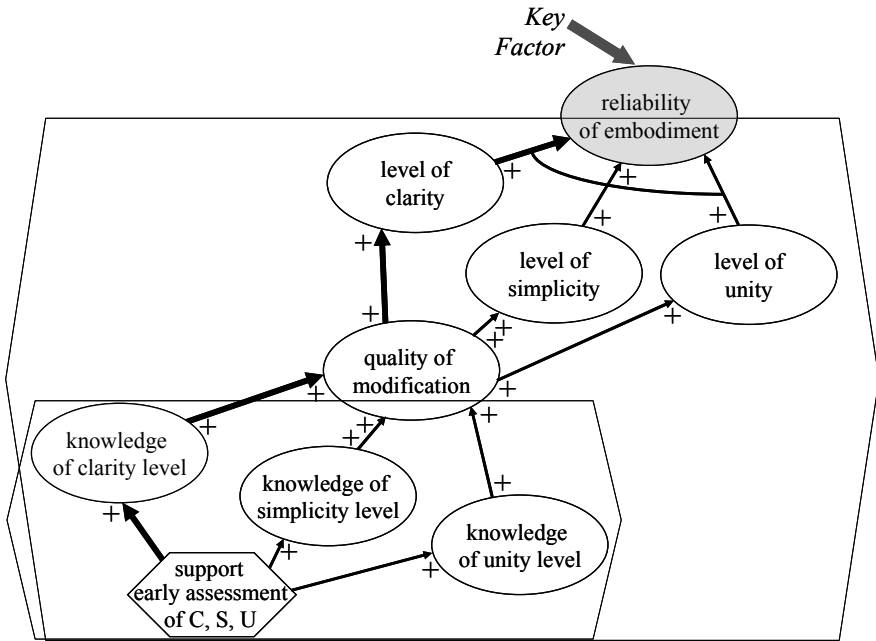 Key
Factor
reliability
of embodiment
level of
clarity
+
+
level of
simplicity
+
+
level of
unity
+
+
+
quality of
modification
+
+
+
+
+
+
+
+
+
knowledge
of clarity level
+
knowledge of
simplicity level
+
+
knowledge
of unity level
+
+
support
early assessment
of C, S, U